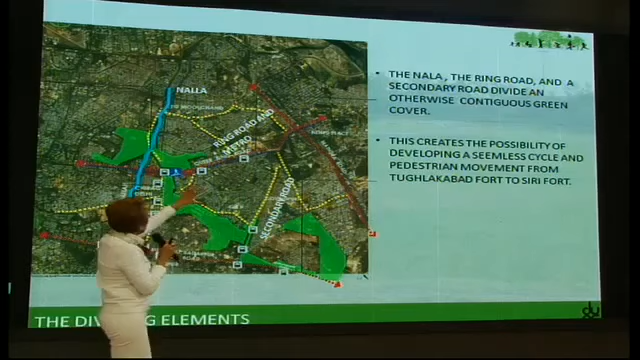 NALLA
RING ROAD AND
METRO
SECONDARY ROAD
• THE NALA , THE RING ROAD, AND A
SECONDARY ROAD DIVIDE AN
OTHERWISE CONTIGUOUS GREEN
COVER.
• THIS CREATES THE POSSIBILITY OF
DEVELOPING A SEEMLESS CYCLE AND
PEDESTRIAN MOVEMENT FROM
TUGHLAKABAD FORT TO SIRI FORT.
THE DIVIDING ELEMENTS